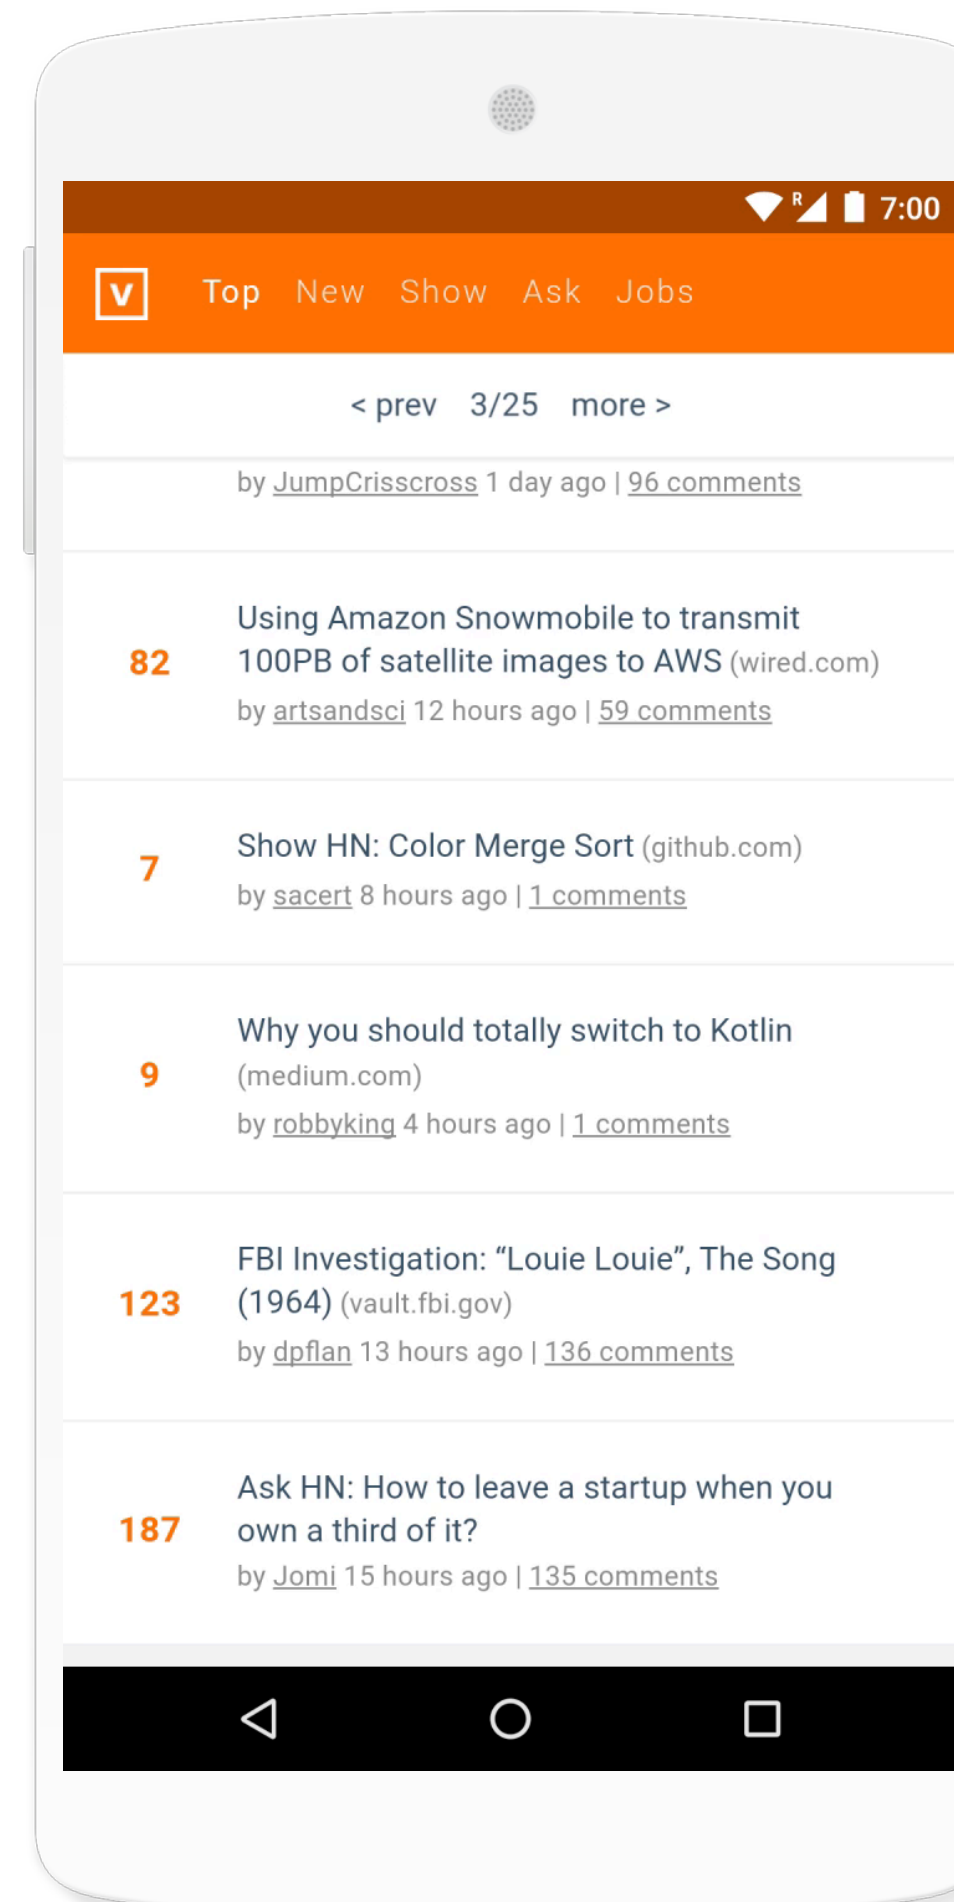 R 7:00
V Top New Show Ask Jobs
< prev 3/25 more >
by JumpCrisscross 1 day ago | 96 comments
Using Amazon Snowmobile to transmit
82
100PB of satellite images to AWS (wired.com)
by artsandsci 12 hours ago | 59 comments
Show HN: Color Merge Sort (github.com)
7
by sacert 8 hours ago | 1 comments
Why you should totally switch to Kotlin
9
(medium.com)
by robbyking 4 hours ago | 1 comments
FBI Investigation: “Louie Louie”, The Song
123
(1964) (vault.fbi.gov)
by dpflan 13 hours ago | 136 comments
Ask HN: How to leave a startup when you
187
own a third of it?
by Jomi 15 hours ago | 135 comments